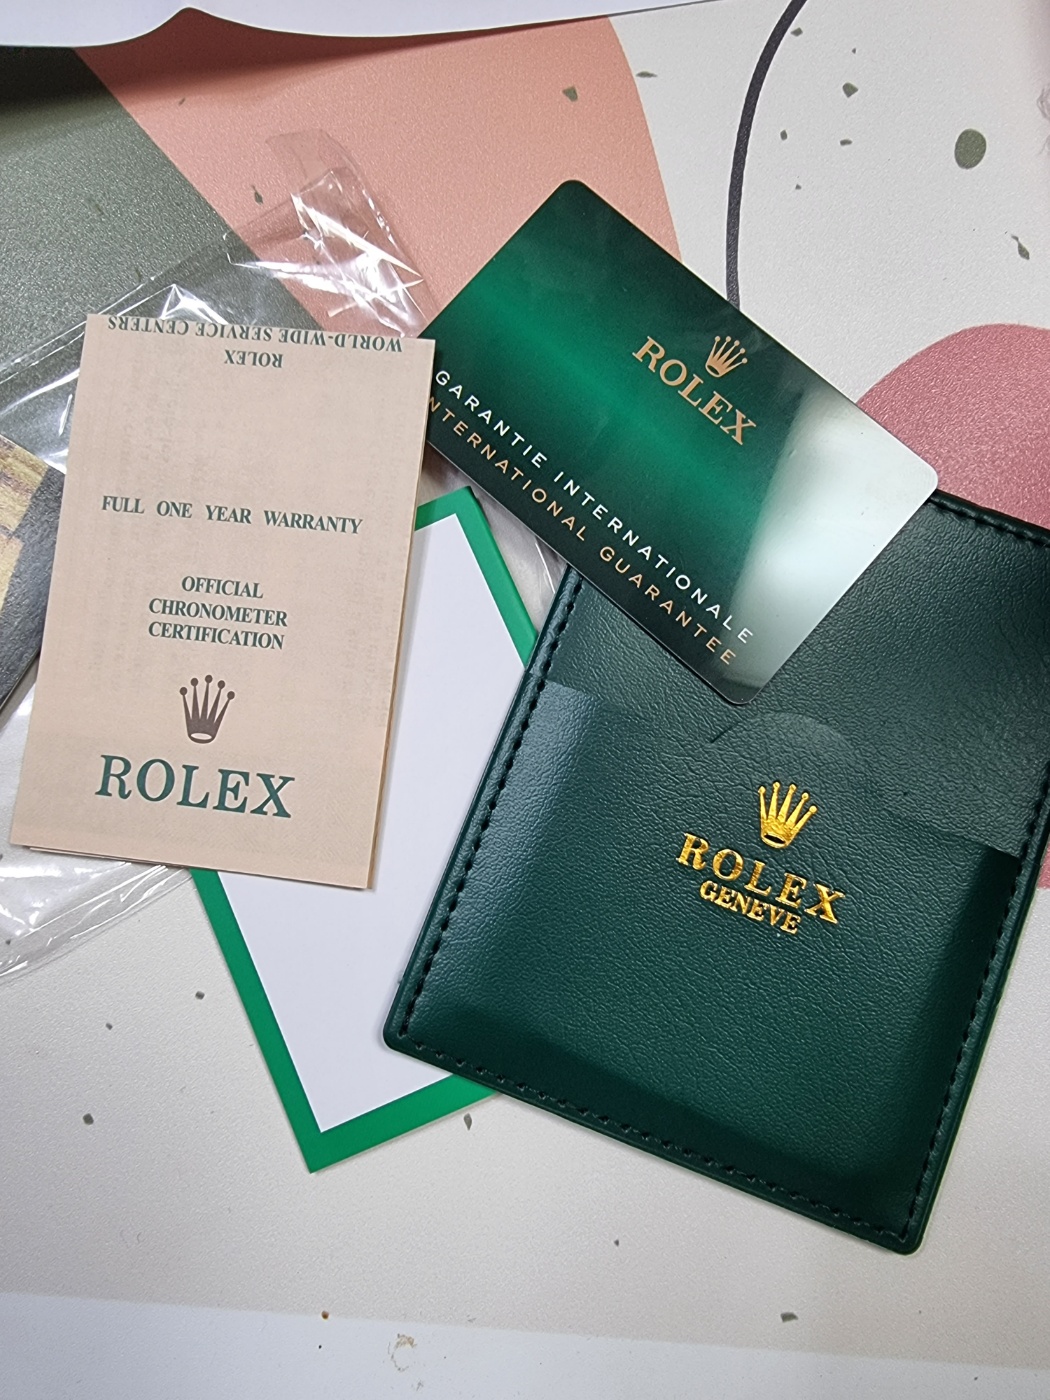 WORLD-WIDE SERVICE CENTERS
ROLEX
FULL ONE YEAR WARRANTY
OFFICIAL
CHRONOMETER
CERTIFICATION
ROLEX
ROLEX
GARANTIE INTERNATIONALE
INTERNATIONAL GUARANTEE
ROLEX
GENEVE